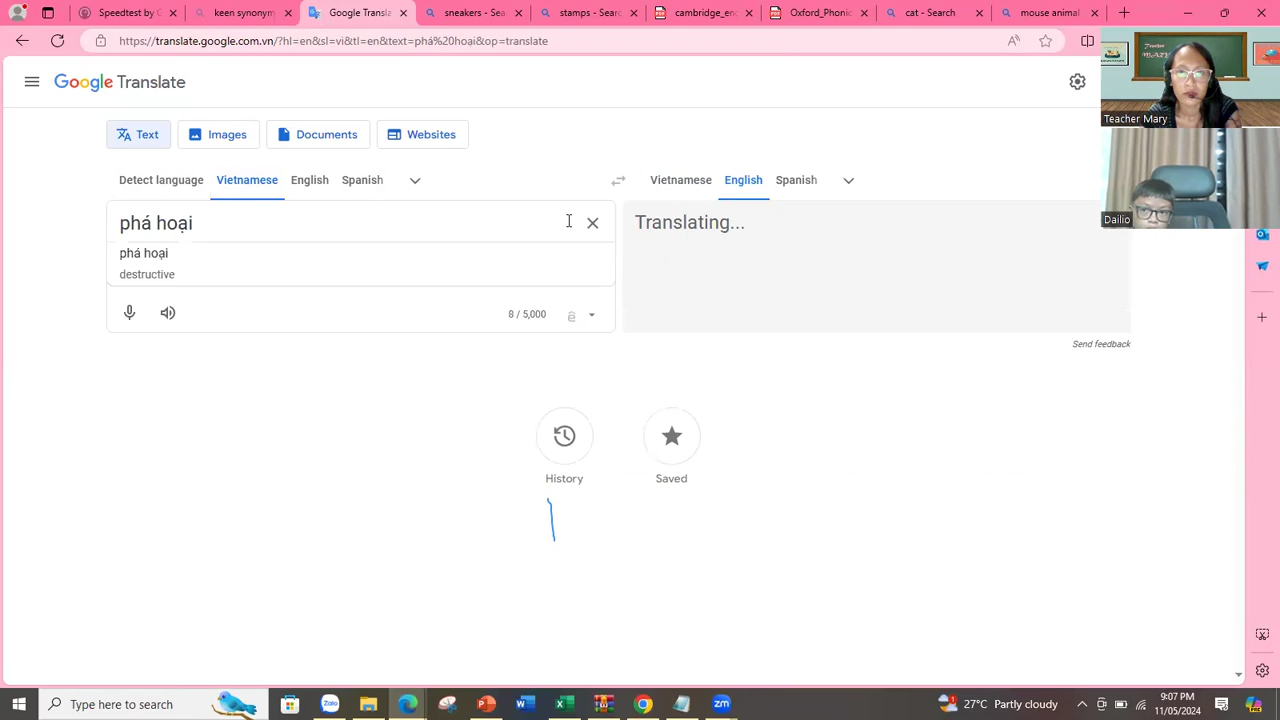 Speech synt
keen synonym
Google Transla
sneakers - Sea
stamps - Searc
cambridge_enc
Oxford_Phonic
cat - Search
mouse animal
https://translate.google.com.vn/?hl=en&sl=vi&tl=en&text=phá%20hoại&op=translate
Google Translate
Text
Images
Documents
Websites
Detect language
Vietnamese
English
Spanish
Vietnamese
English
Spanish
phá hoại
Translating...
phá hoại
destructive
8 / 5,000
Send feedback
History
Saved
Teacher Mary
Dailio
Type here to search
27°C Partly cloudy
9:07 PM
11/05/2024